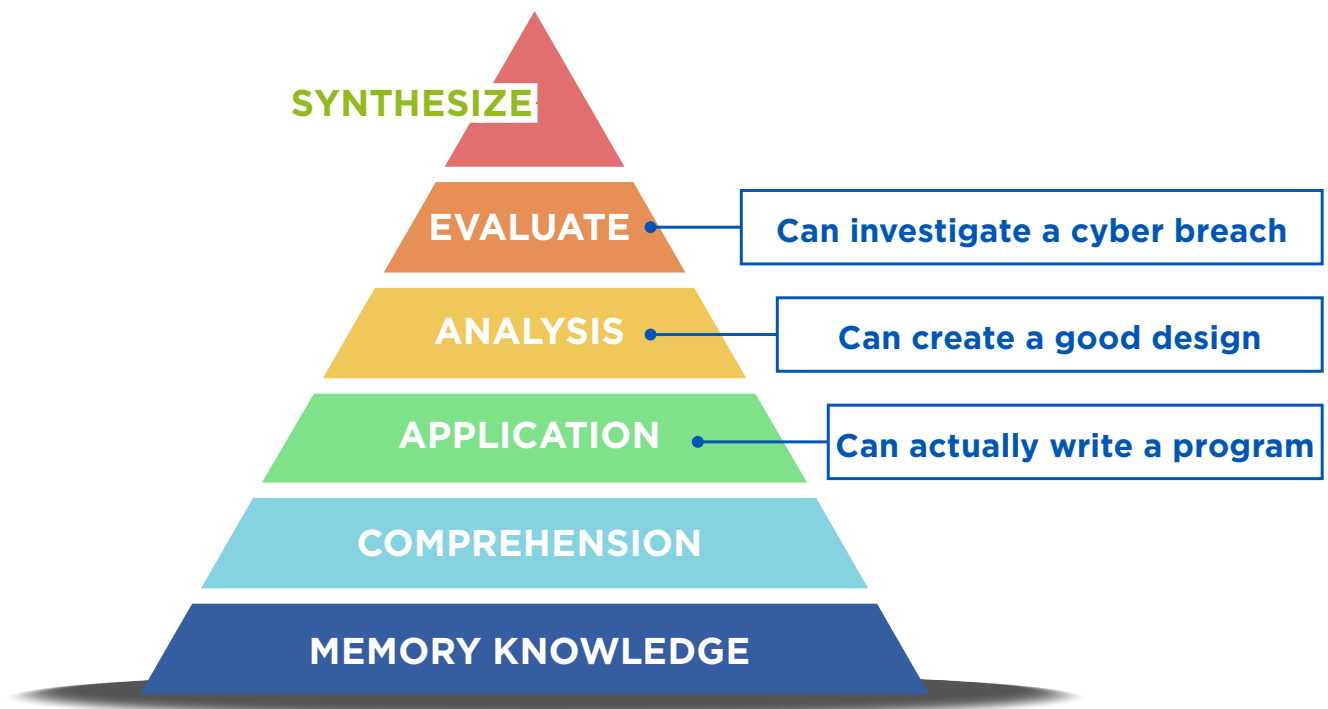 SYNTHESIZE
EVALUATE
Can investigate a cyber breach
ANALYSIS
Can create a good design
APPLICATION
Can actually write a program
COMPREHENSION
MEMORY KNOWLEDGE